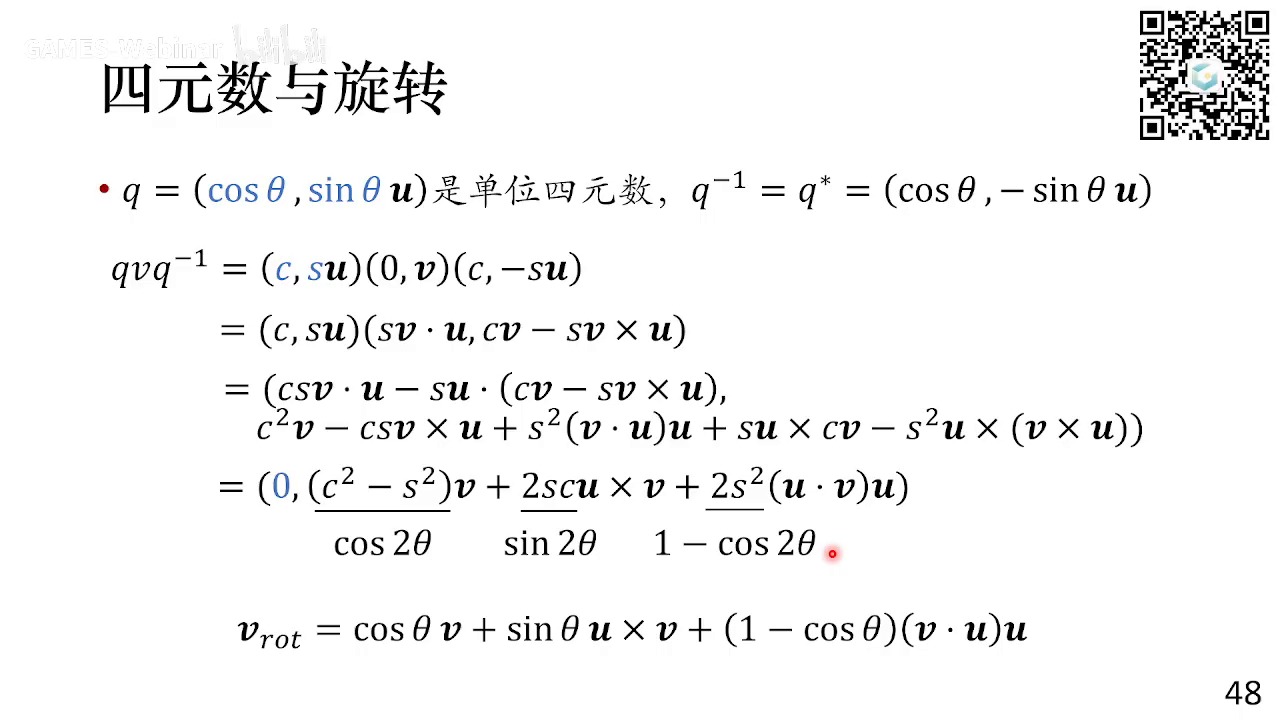 GAMES-Webinar
四元数与旋转
• q = (cos θ , sin θ u)是单位四元数，q⁻¹ = q* = (cos θ , − sin θ u)
qvq⁻¹ = (c, su)(0, v)(c, −su)
= (c, su)(sv · u, cv − sv × u)
= (csv · u − su · (cv − sv × u),
c²v − csv × u + s²(v · u)u + su × cv − s²u × (v × u))
= (0, (c² − s²)v + 2scu × v + 2s²(u · v)u)
cos 2θ sin 2θ 1 − cos 2θ
v_rot = cos θ v + sin θ u × v + (1 − cos θ)(v · u)u
48